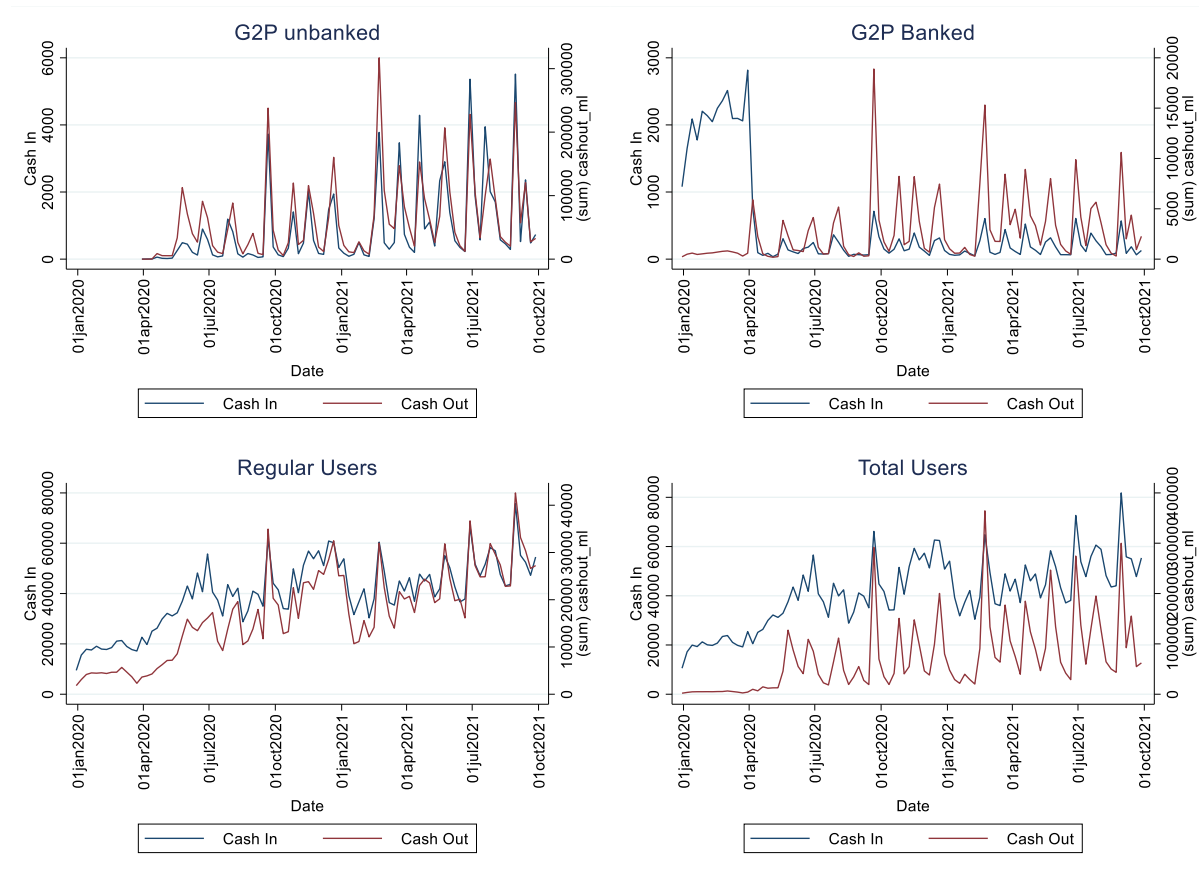 G2P unbanked
Cash In
0 2000 4000 6000
0 100000 200000 300000
(sum) cashout_ml
01jan2020 01apr2020 01jul2020 01oct2020 01jan2021 01apr2021 01jul2021 01oct2021
Date
Cash In Cash Out
G2P Banked
Cash In
0 1000 2000 3000
0 5000 10000 15000 20000
(sum) cashout_ml
01jan2020 01apr2020 01jul2020 01oct2020 01jan2021 01apr2021 01jul2021 01oct2021
Date
Cash In Cash Out
Regular Users
Cash In
0 20000 40000 60000 80000
0 10000 20000 30000 40000
(sum) cashout_ml
01jan2020 01apr2020 01jul2020 01oct2020 01jan2021 01apr2021 01jul2021 01oct2021
Date
Cash In Cash Out
Total Users
Cash In
0 20000 40000 60000 80000
0 100000 200000 300000 400000
(sum) cashout_ml
01jan2020 01apr2020 01jul2020 01oct2020 01jan2021 01apr2021 01jul2021 01oct2021
Date
Cash In Cash Out